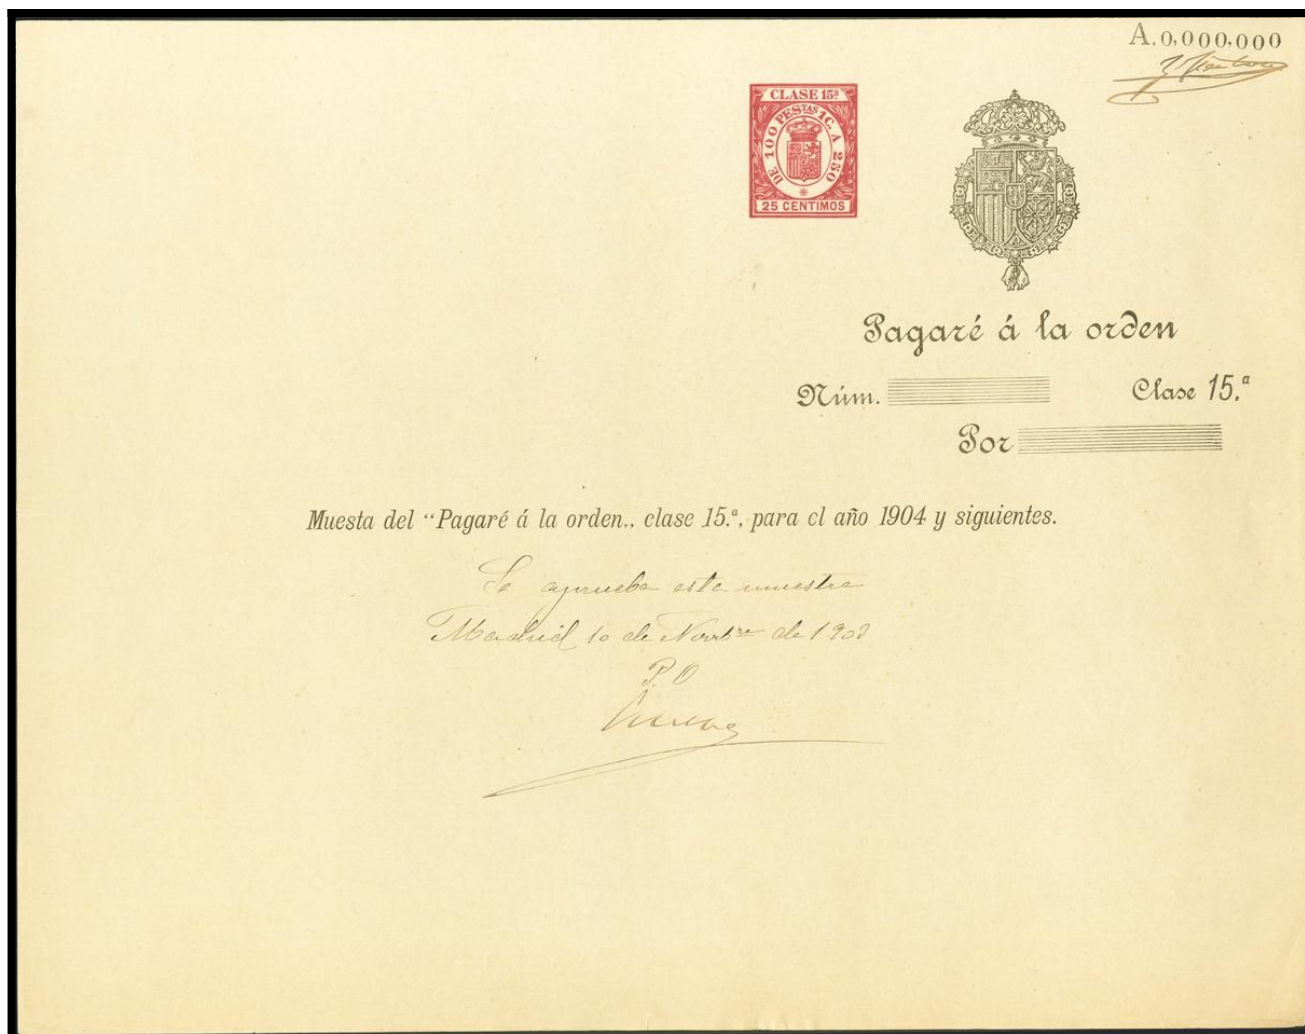 A.0,000,000
CLASE 15ª
DE 100 PESTAS 1C. A 250
25 CENTIMOS
Pagaré á la orden
Núm. Clase 15.ª
Por
Muesta del “Pagaré á la orden„ clase 15.ª, para el año 1904 y siguientes.
Se aprueba esta muestra
Madrid 10 de Novbre de 1903
P.O